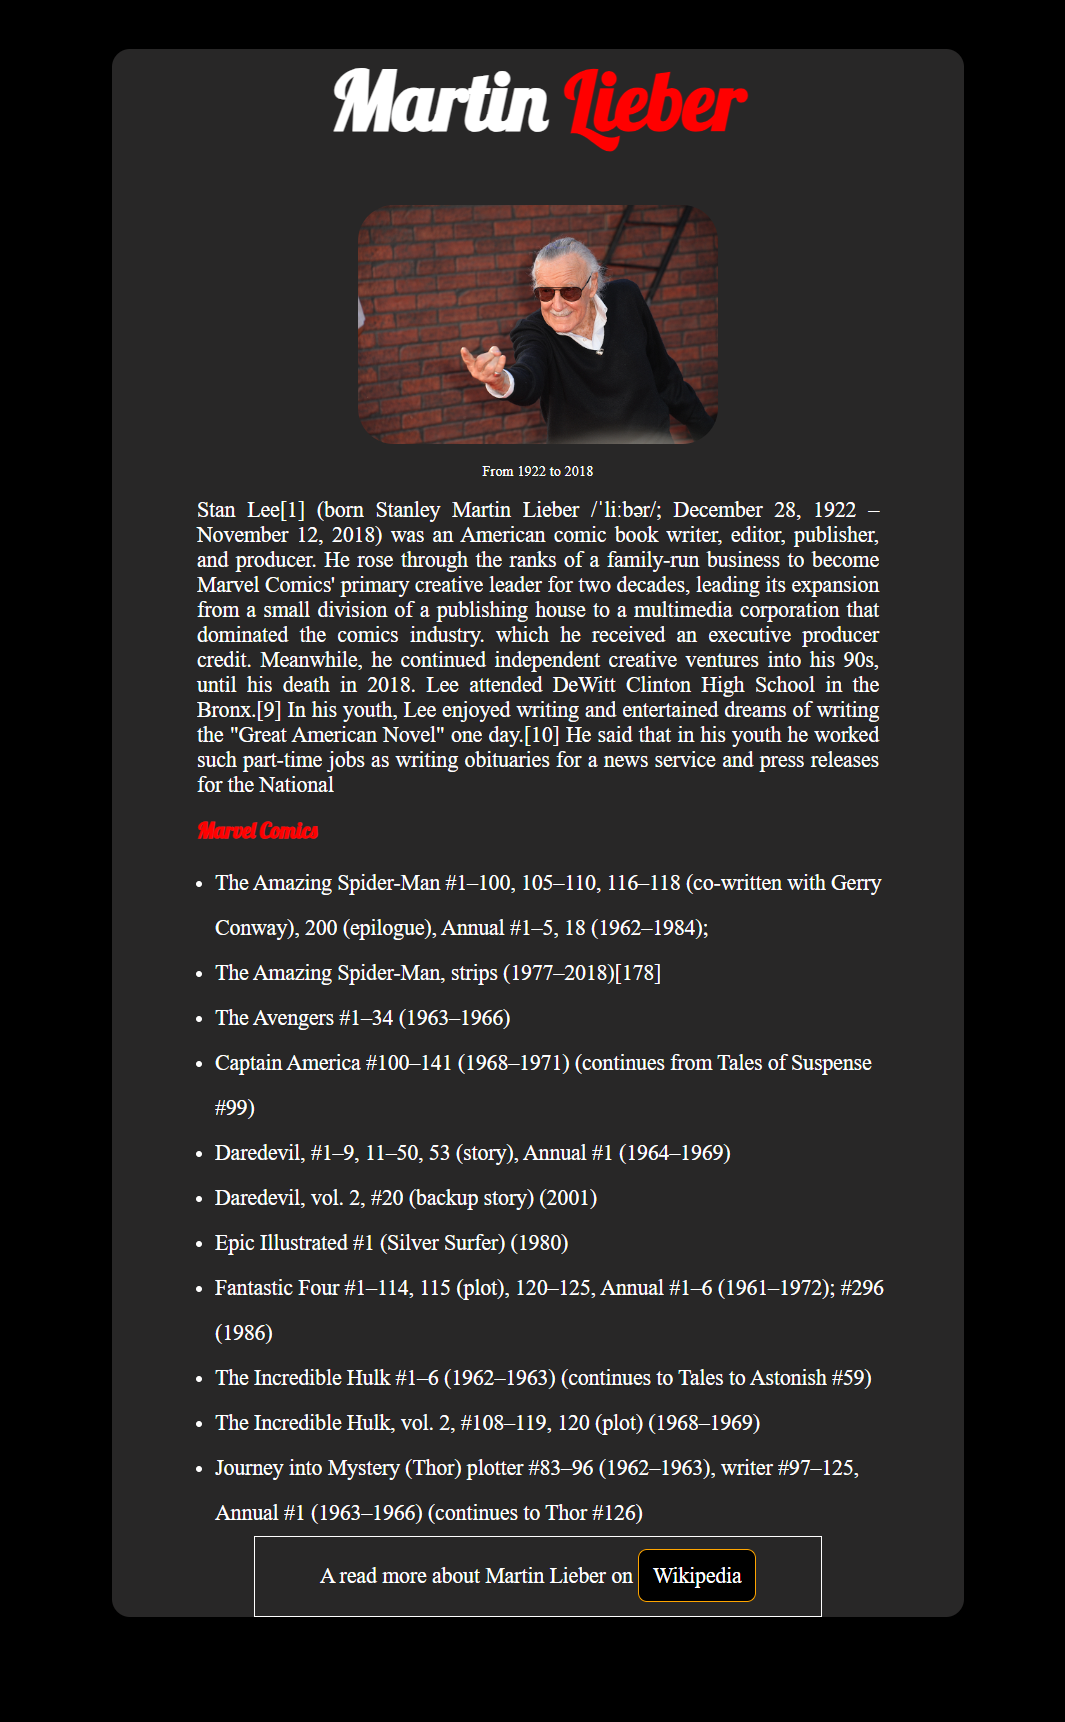 Martin Lieber
From 1922 to 2018
Stan Lee[1] (born Stanley Martin Lieber /ˈliːbər/; December 28, 1922 –
November 12, 2018) was an American comic book writer, editor, publisher,
and producer. He rose through the ranks of a family-run business to become
Marvel Comics' primary creative leader for two decades, leading its expansion
from a small division of a publishing house to a multimedia corporation that
dominated the comics industry. which he received an executive producer
credit. Meanwhile, he continued independent creative ventures into his 90s,
until his death in 2018. Lee attended DeWitt Clinton High School in the
Bronx.[9] In his youth, Lee enjoyed writing and entertained dreams of writing
the "Great American Novel" one day.[10] He said that in his youth he worked
such part-time jobs as writing obituaries for a news service and press releases
for the National
Marvel Comics
• The Amazing Spider-Man #1–100, 105–110, 116–118 (co-written with Gerry
Conway), 200 (epilogue), Annual #1–5, 18 (1962–1984);
• The Amazing Spider-Man, strips (1977–2018)[178]
• The Avengers #1–34 (1963–1966)
• Captain America #100–141 (1968–1971) (continues from Tales of Suspense
#99)
• Daredevil, #1–9, 11–50, 53 (story), Annual #1 (1964–1969)
• Daredevil, vol. 2, #20 (backup story) (2001)
• Epic Illustrated #1 (Silver Surfer) (1980)
• Fantastic Four #1–114, 115 (plot), 120–125, Annual #1–6 (1961–1972); #296
(1986)
• The Incredible Hulk #1–6 (1962–1963) (continues to Tales to Astonish #59)
• The Incredible Hulk, vol. 2, #108–119, 120 (plot) (1968–1969)
• Journey into Mystery (Thor) plotter #83–96 (1962–1963), writer #97–125,
Annual #1 (1963–1966) (continues to Thor #126)
A read more about Martin Lieber on Wikipedia